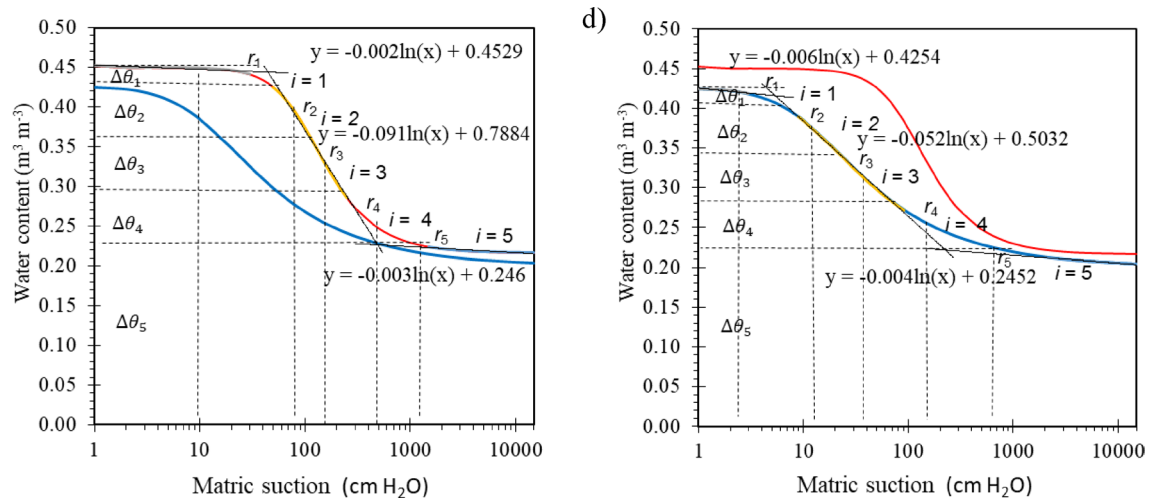 0.50
0.45
0.40
0.35
0.30
0.25
0.20
0.15
0.10
0.05
0.00
Water content (m³ m⁻³)
1
10
100
1000
10000
Matric suction (cm H₂O)
y = -0.002ln(x) + 0.4529
y = -0.091ln(x) + 0.7884
y = -0.003ln(x) + 0.246
r₁
i = 1
r₂
i = 2
r₃
i = 3
r₄
i = 4
r₅
i = 5
Δθ₁
Δθ₂
Δθ₃
Δθ₄
Δθ₅
d)
0.50
0.45
0.40
0.35
0.30
0.25
0.20
0.15
0.10
0.05
0.00
Water content (m³ m⁻³)
1
10
100
1000
10000
Matric suction (cm H₂O)
y = -0.006ln(x) + 0.4254
y = -0.052ln(x) + 0.5032
y = -0.004ln(x) + 0.2452
r₁
i = 1
r₂
i = 2
r₃
i = 3
r₄
i = 4
r₅
i = 5
Δθ₁
Δθ₂
Δθ₃
Δθ₄
Δθ₅